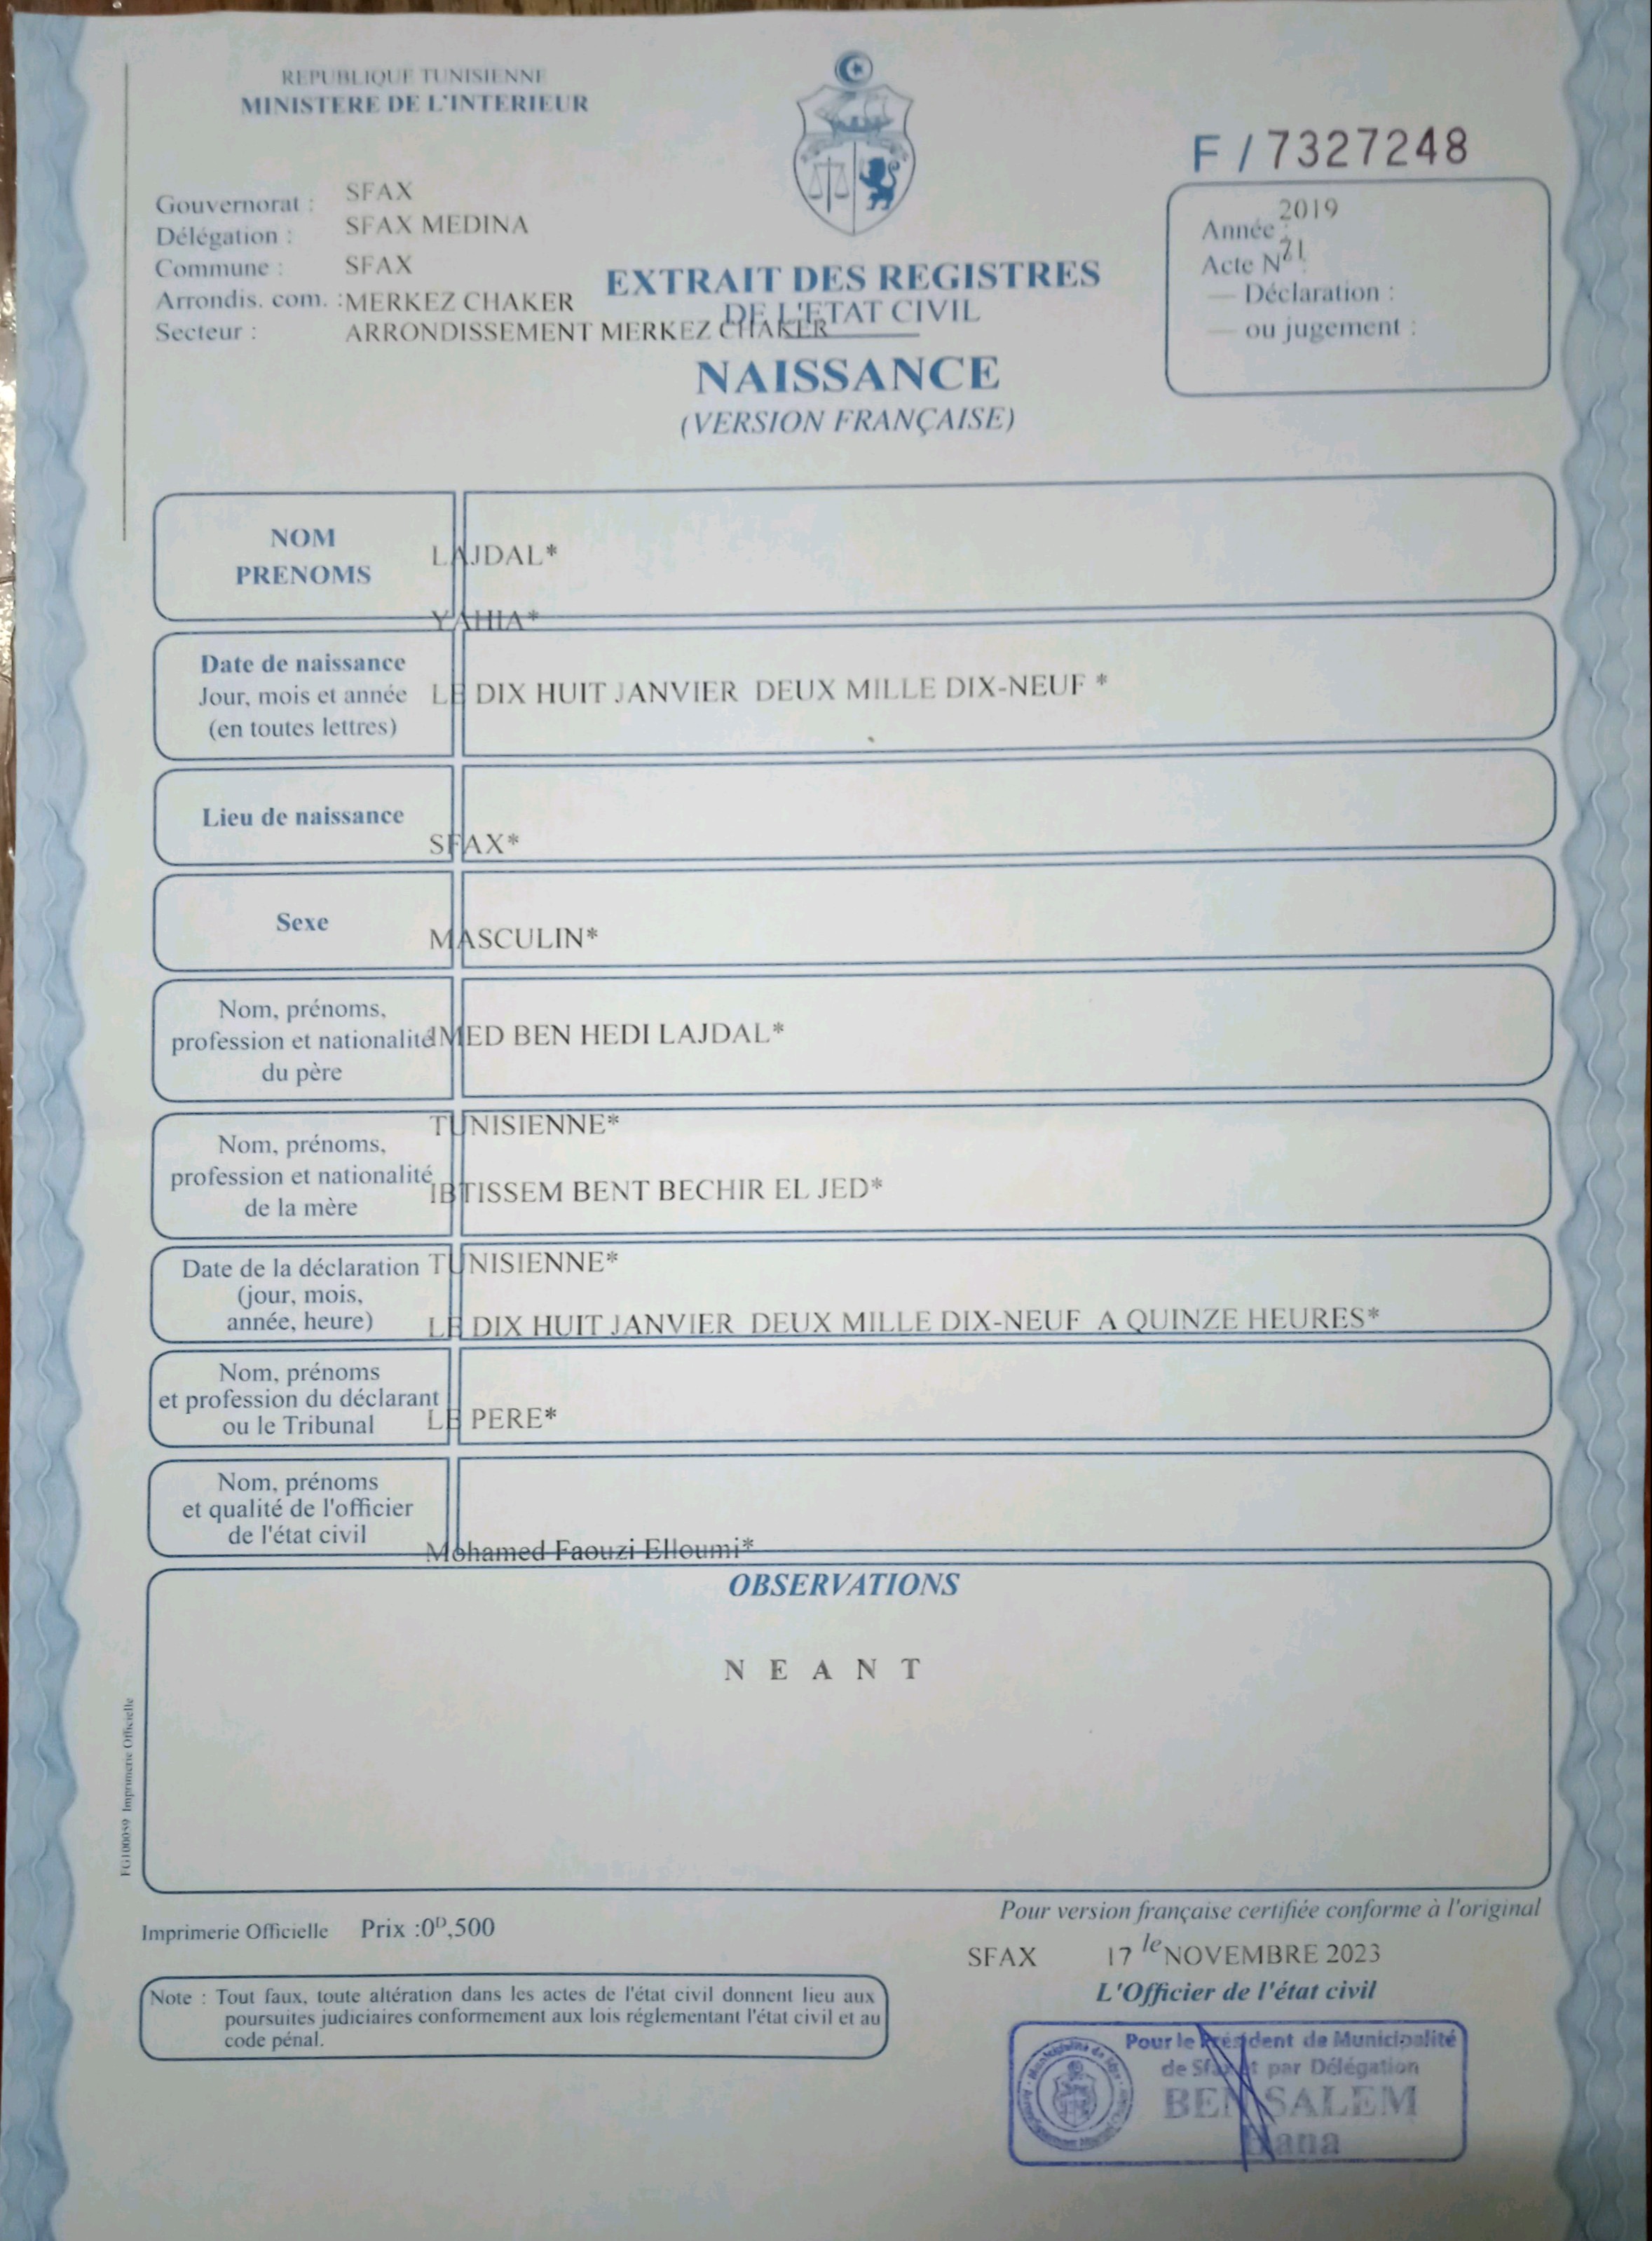 REPUBLIQUE TUNISIENNE
MINISTERE DE L'INTERIEUR
F / 7327248
Gouvernorat : SFAX
Délégation : SFAX MEDINA
Commune : SFAX
Arrondis. com. : MERKEZ CHAKER
Secteur : ARRONDISSEMENT MERKEZ CHAKER
Année : 2019
Acte N° 71
— Déclaration :
— ou jugement :
EXTRAIT DES REGISTRES
DE L'ETAT CIVIL
NAISSANCE
(VERSION FRANÇAISE)
NOM
PRENOMS
LAJDAL*
YAHIA*
Date de naissance
Jour, mois et année
(en toutes lettres)
LE DIX HUIT JANVIER DEUX MILLE DIX-NEUF *
Lieu de naissance
SFAX*
Sexe
MASCULIN*
Nom, prénoms,
profession et nationalité
du père
IMED BEN HEDI LAJDAL*
TUNISIENNE*
Nom, prénoms,
profession et nationalité
de la mère
IBTISSEM BENT BECHIR EL JED*
TUNISIENNE*
Date de la déclaration
(jour, mois,
année, heure)
LE DIX HUIT JANVIER DEUX MILLE DIX-NEUF A QUINZE HEURES*
Nom, prénoms
et profession du déclarant
ou le Tribunal
LE PERE*
Nom, prénoms
et qualité de l'officier
de l'état civil
Mohamed Faouzi Elloumi*
OBSERVATIONS
N E A N T
FG100059 Imprimerie Officielle
Imprimerie Officielle Prix :0ᴰ,500
Note : Tout faux, toute altération dans les actes de l'état civil donnent lieu aux
poursuites judiciaires conformement aux lois réglementant l'état civil et au
code pénal.
Pour version française certifiée conforme à l'original
SFAX 17 le NOVEMBRE 2023
L'Officier de l'état civil
Pour le Président de Municipalité
de Sfax et par Délégation
BEN SALEM
Hana